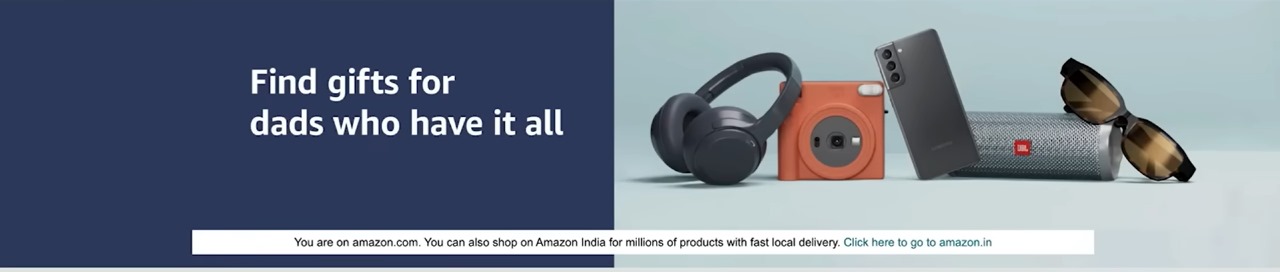 Find gifts for
dads who have it all
JBL
You are on amazon.com. You can also shop on Amazon India for millions of products with fast local delivery. Click here to go to amazon.in